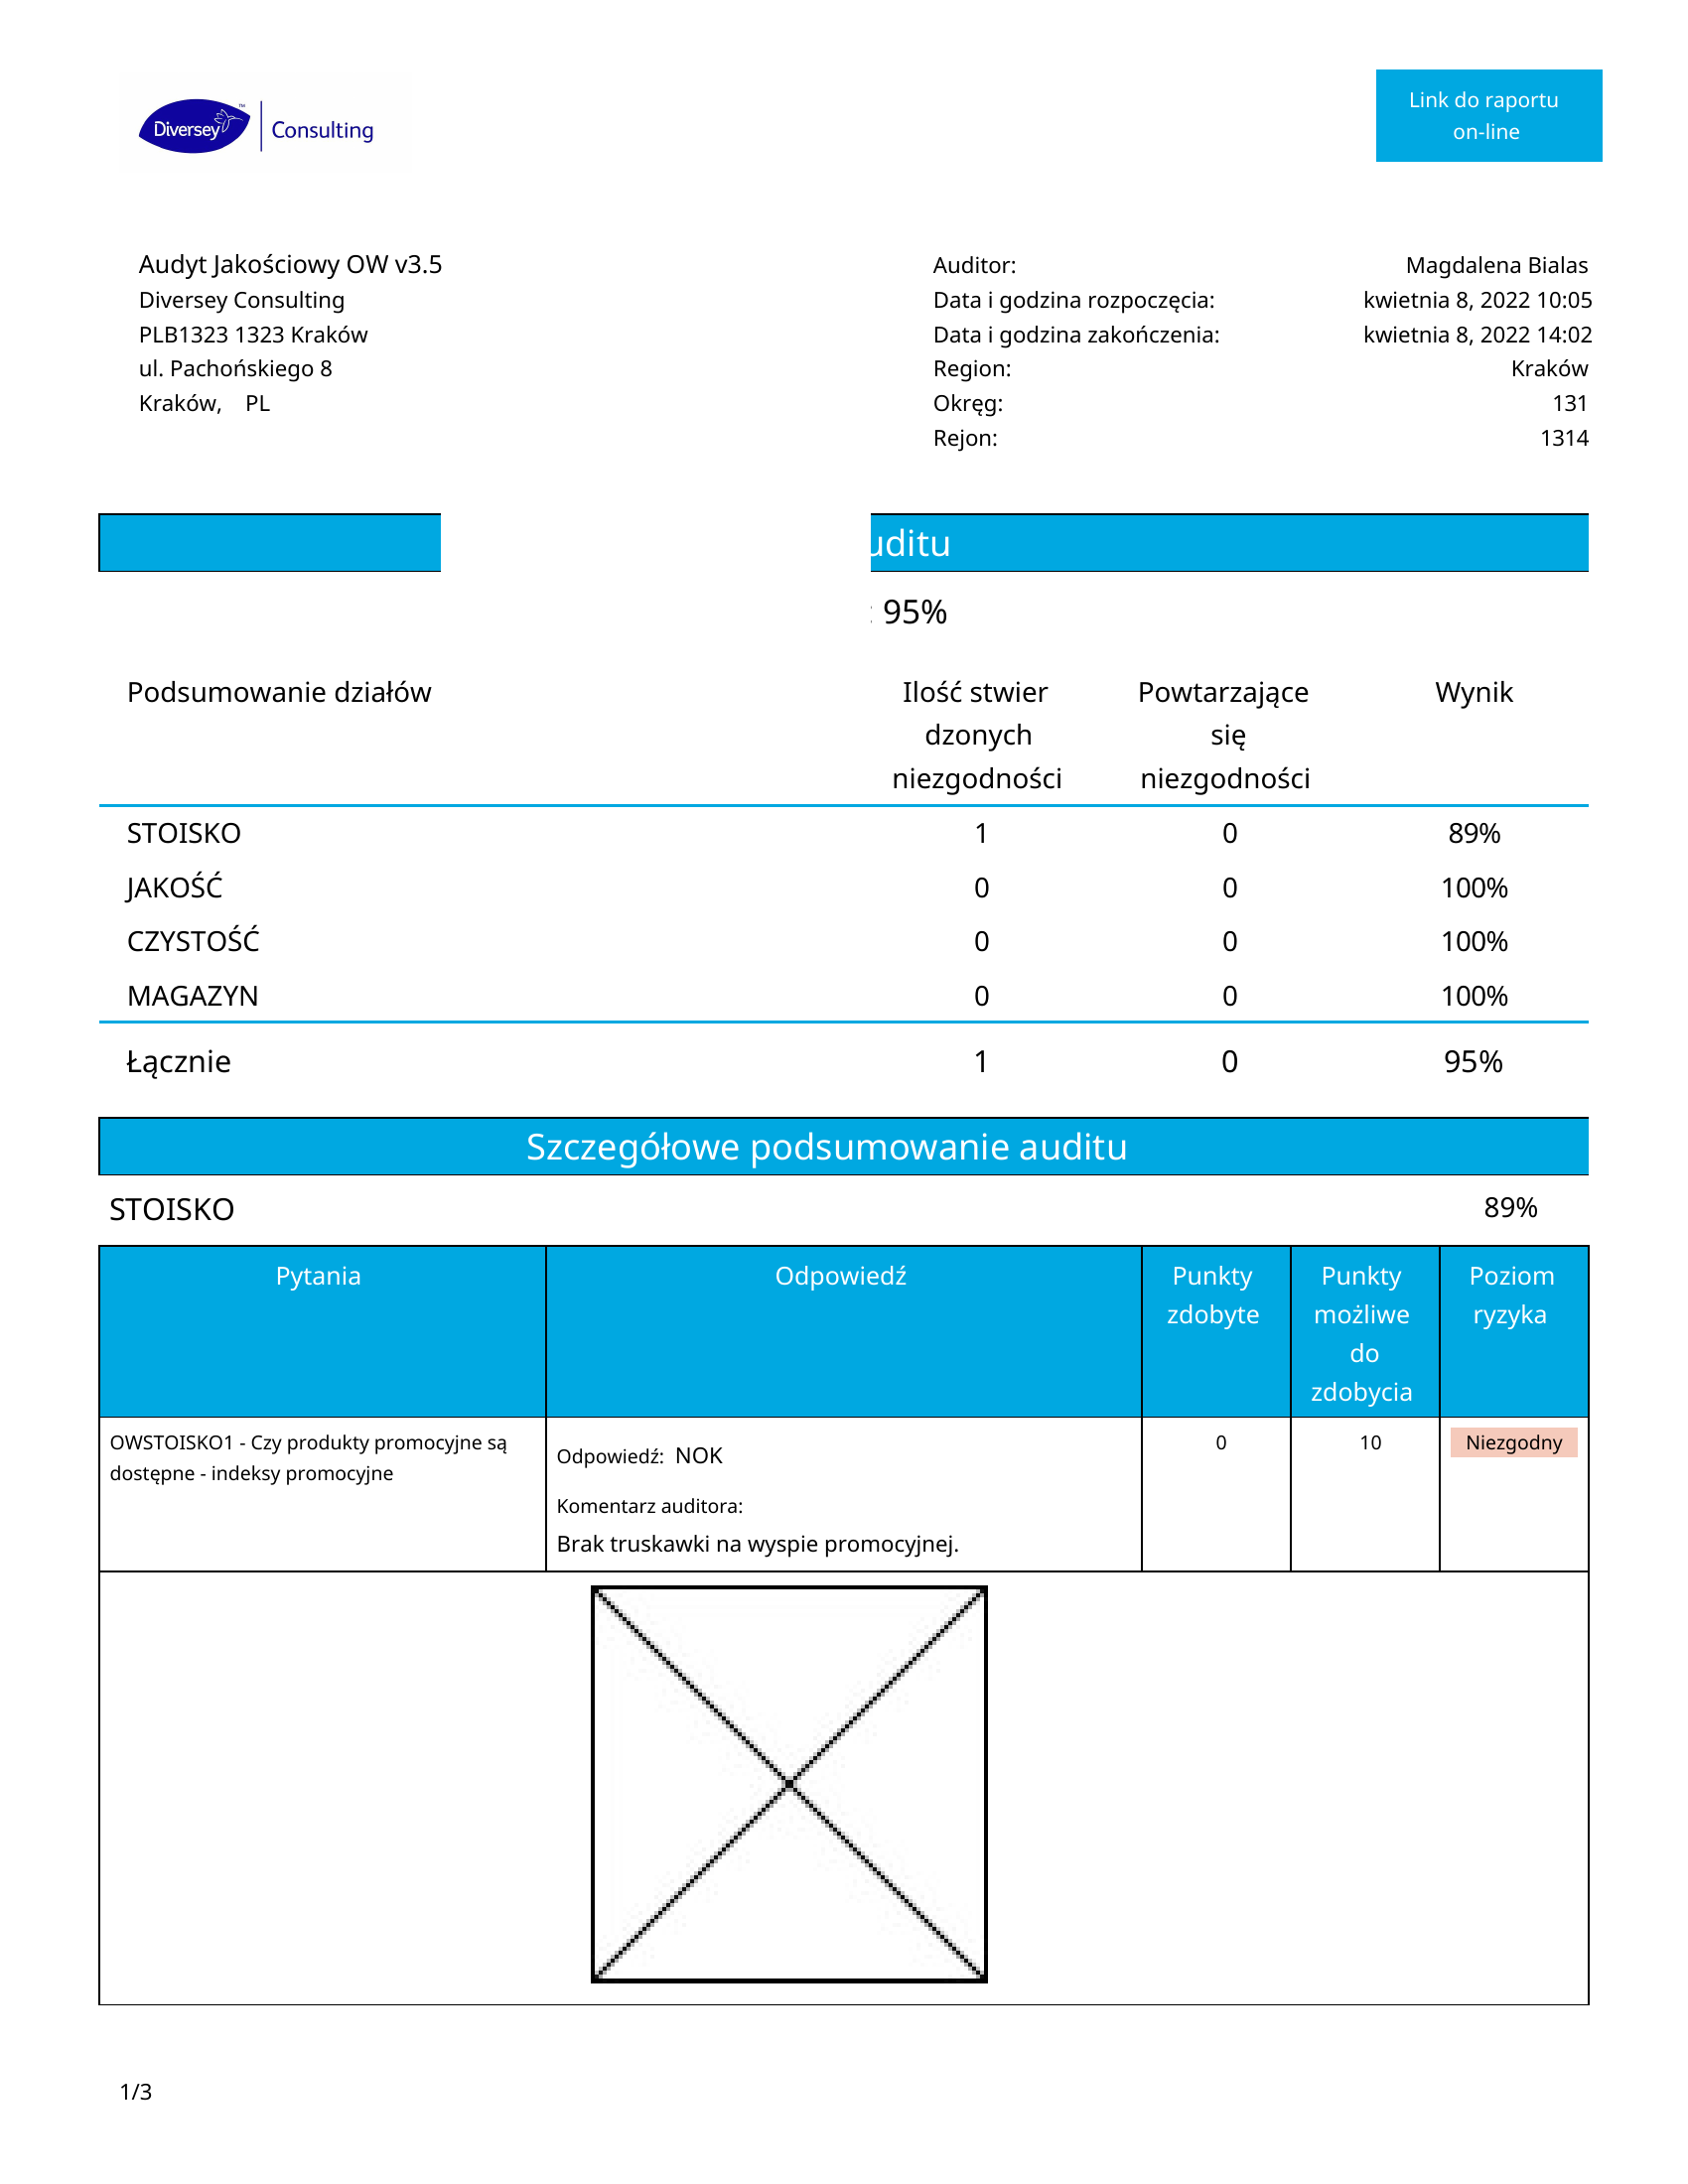 Diversey™ Consulting
Link do raportu
on-line
Audyt Jakościowy OW v3.5
Diversey Consulting
PLB1323 1323 Kraków
ul. Pachońskiego 8
Kraków, PL
Auditor: Magdalena Bialas
Data i godzina rozpoczęcia: kwietnia 8, 2022 10:05
Data i godzina zakończenia: kwietnia 8, 2022 14:02
Region: Kraków
Okręg: 131
Rejon: 1314
95%
Podsumowanie działów
Ilość stwier
dzonych
niezgodności
Powtarzające
się
niezgodności
Wynik
STOISKO 1 0 89%
JAKOŚĆ 0 0 100%
CZYSTOŚĆ 0 0 100%
MAGAZYN 0 0 100%
Łącznie 1 0 95%
Szczegółowe podsumowanie auditu
STOISKO 89%
Pytania
Odpowiedź
Punkty
zdobyte
Punkty
możliwe
do
zdobycia
Poziom
ryzyka
OWSTOISKO1 - Czy produkty promocyjne są
dostępne - indeksy promocyjne
Odpowiedź: NOK
Komentarz auditora:
Brak truskawki na wyspie promocyjnej.
0
10
Niezgodny
1/3